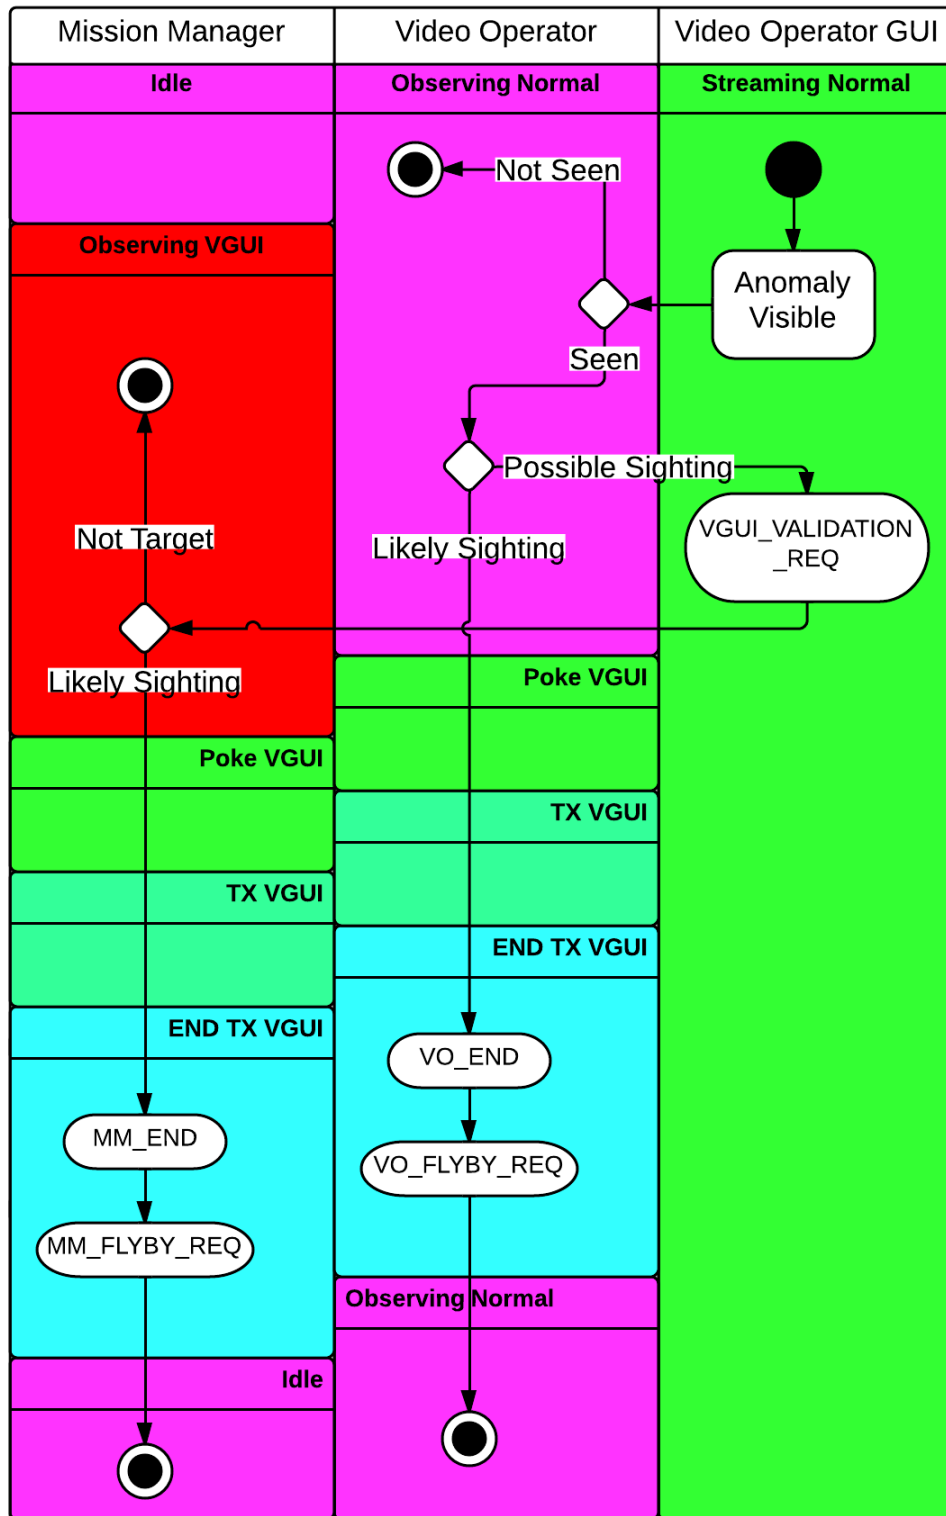 Mission Manager
Video Operator
Video Operator GUI
Idle
Observing Normal
Streaming Normal
Not Seen
Observing VGUI
Anomaly
Visible
Seen
Possible Sighting
VGUI_VALIDATION
_REQ
Not Target
Likely Sighting
Likely Sighting
Poke VGUI
Poke VGUI
TX VGUI
TX VGUI
END TX VGUI
END TX VGUI
VO_END
MM_END
VO_FLYBY_REQ
MM_FLYBY_REQ
Observing Normal
Idle